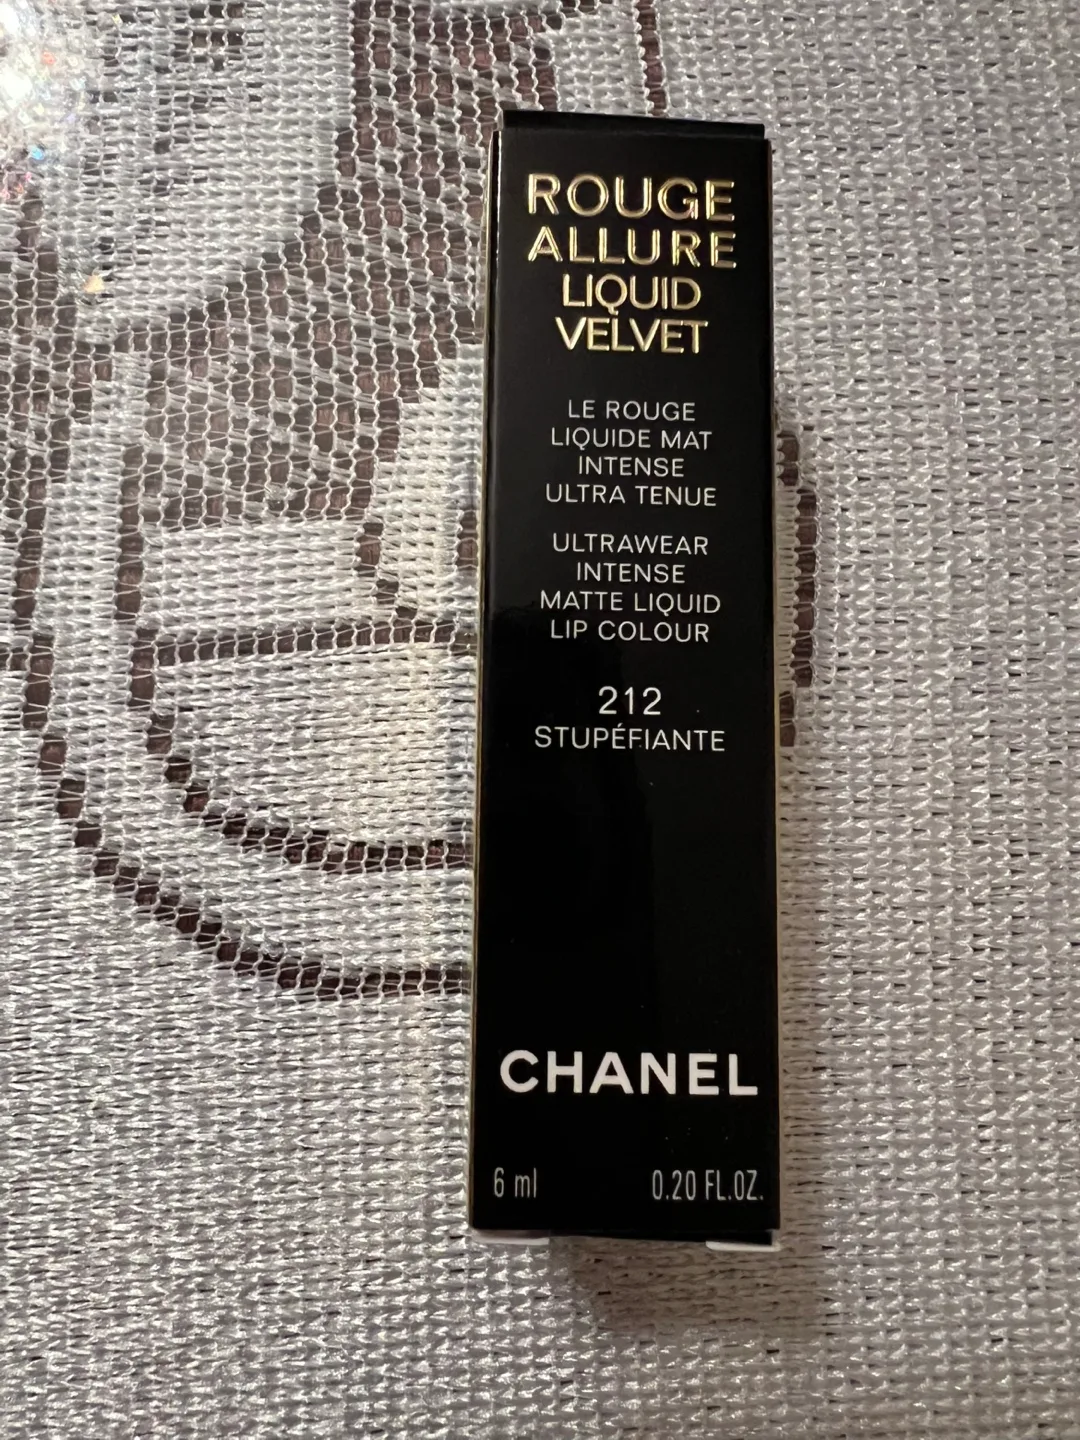 ROUGE
ALLURE
LIQUID
VELVET
LE ROUGE
LIQUIDE MAT
INTENSE
ULTRA TENUE
ULTRAWEAR
INTENSE
MATTE LIQUID
LIP COLOUR
212
STUPÉFIANTE
CHANEL
6 ml 0.20 FL.OZ.